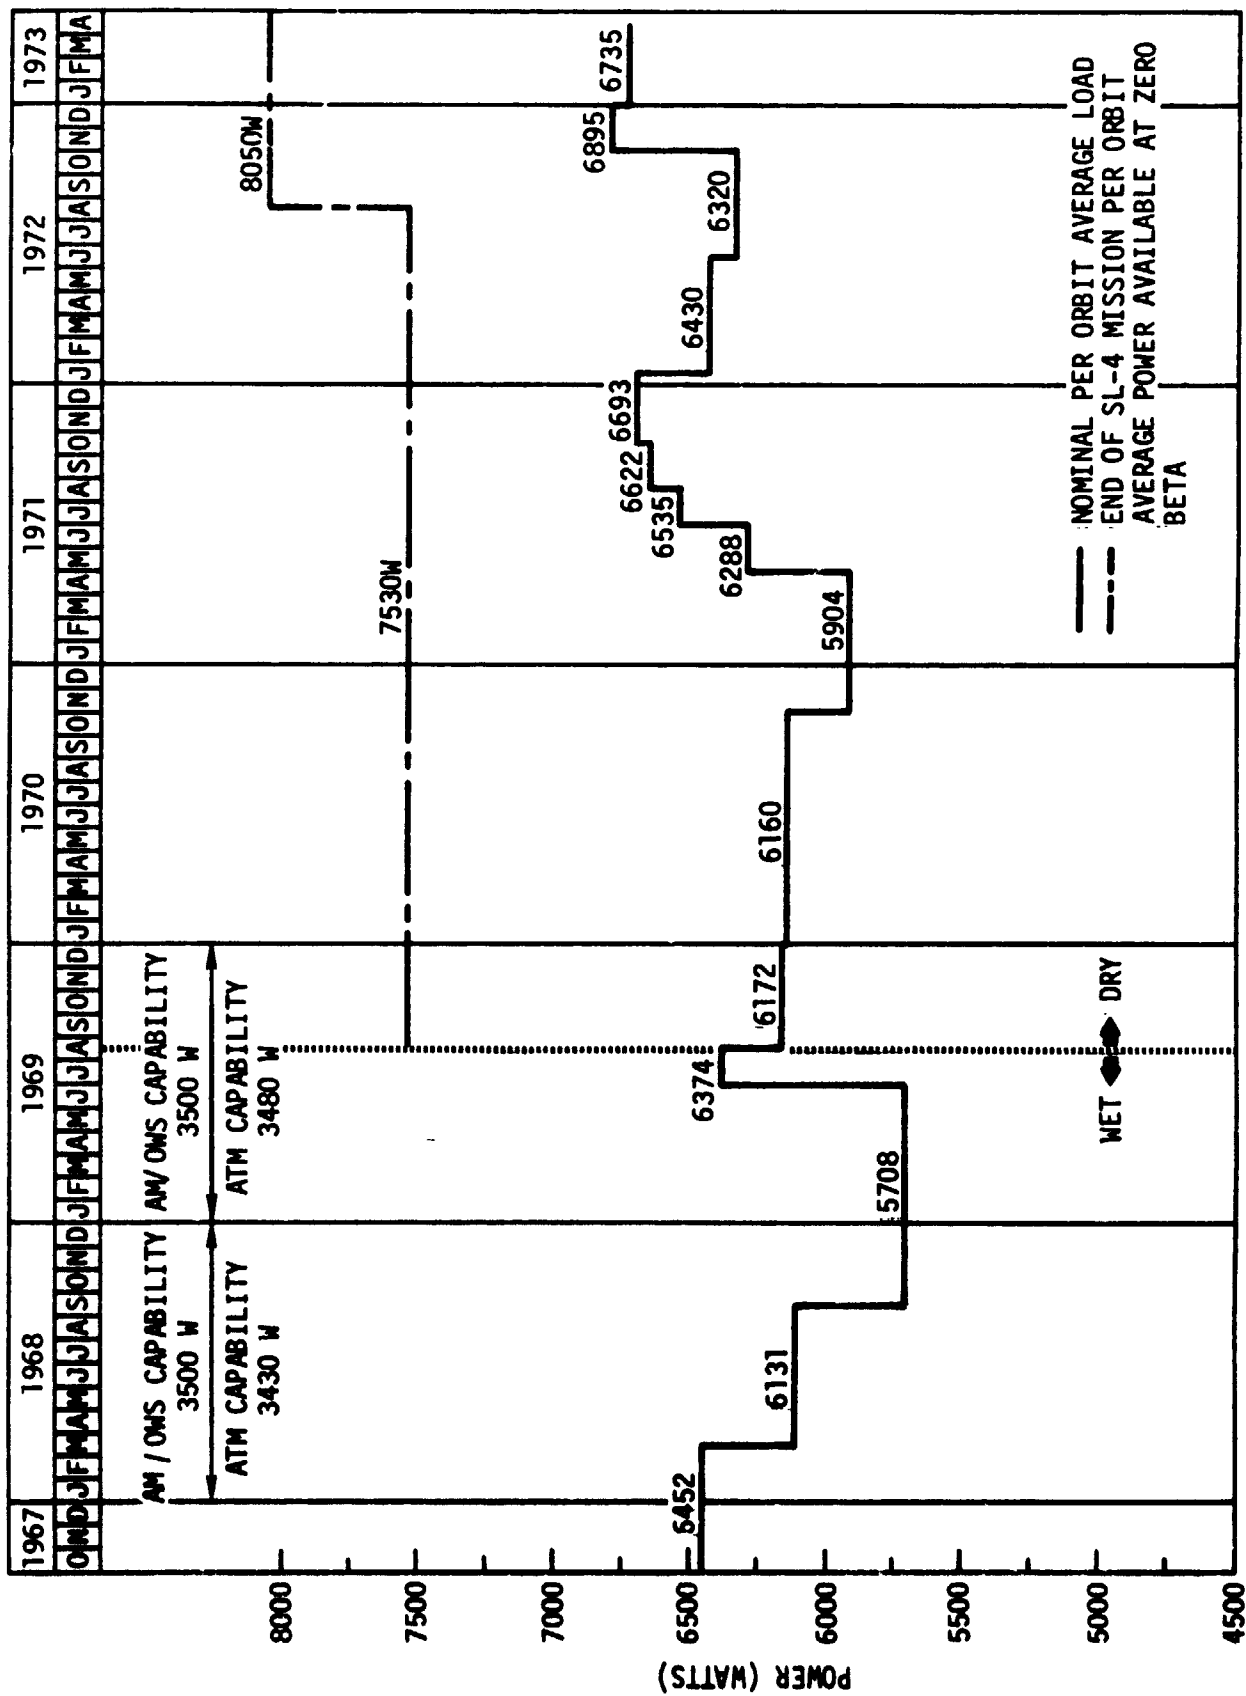 1967 1968 1969 1970 1971 1972 1973
O N D J F M A M J J A S O N D J F M A M J J A S O N D J F M A M J J A S O N D J F M A M J J A S O N D J F M A M J J A S O N D J F M A
AM/OWS CAPABILITY
3500 W
ATM CAPABILITY
3430 W
AM/OWS CAPABILITY
3500 W
ATM CAPABILITY
3480 W
7530W
8050W
6452
6131
5708
6374
6172
6160
5904
6288
6535
6622
6693
6430
6320
6895
6735
WET
DRY
NOMINAL PER ORBIT AVERAGE LOAD
END OF SL-4 MISSION PER ORBIT
AVERAGE POWER AVAILABLE AT ZERO
BETA
8000
7500
7000
6500
6000
5500
5000
4500
POWER (WATTS)